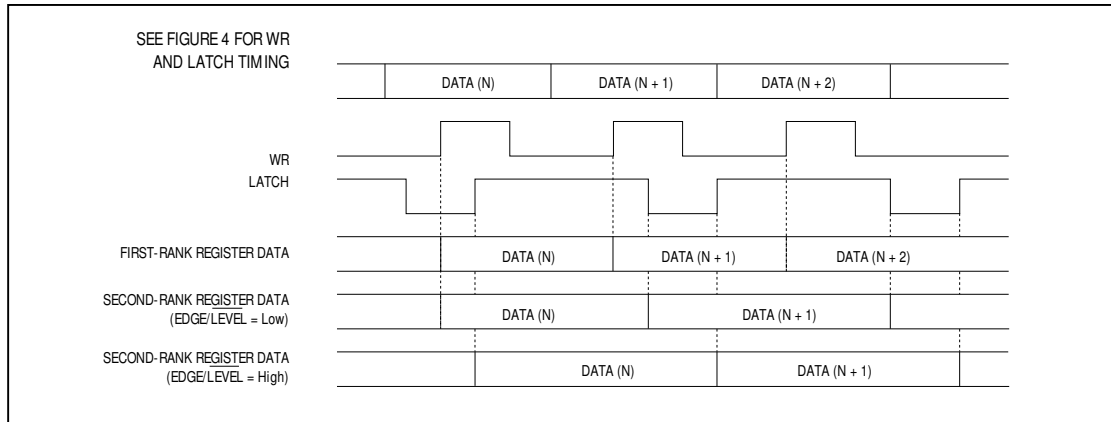 SEE FIGURE 4 FOR WR
AND LATCH TIMING
DATA (N) DATA (N + 1) DATA (N + 2)
WR
LATCH
FIRST-RANK REGISTER DATA DATA (N) DATA (N + 1) DATA (N + 2)
SECOND-RANK REGISTER DATA
(EDGE/LEVEL = Low) DATA (N) DATA (N + 1)
SECOND-RANK REGISTER DATA
(EDGE/LEVEL = High) DATA (N) DATA (N + 1)